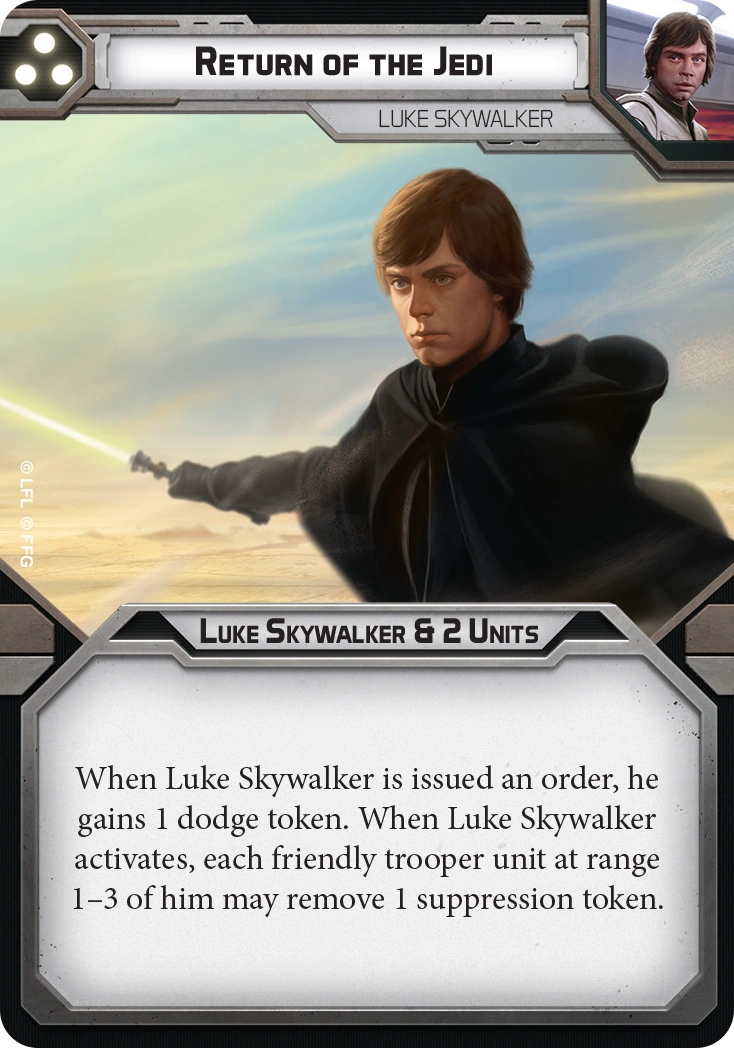 Return of the Jedi
LUKE SKYWALKER
© LFL © FFG
Luke Skywalker & 2 Units
When Luke Skywalker is issued an order, he
gains 1 dodge token. When Luke Skywalker
activates, each friendly trooper unit at range
1–3 of him may remove 1 suppression token.